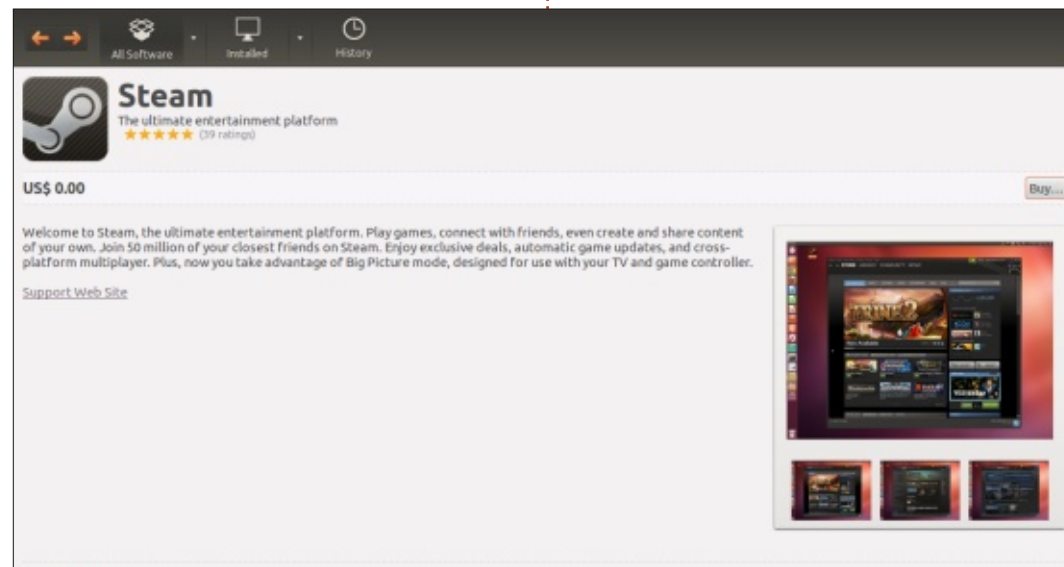 All Software
Installed
History
Steam
The ultimate entertainment platform
(39 ratings)
US$ 0.00
Buy...
Welcome to Steam, the ultimate entertainment platform. Play games, connect with friends, even create and share content
of your own. Join 50 million of your closest friends on Steam. Enjoy exclusive deals, automatic game updates, and cross-
platform multiplayer. Plus, now you take advantage of Big Picture mode, designed for use with your TV and game controller.
Support Web Site
TRINE 2